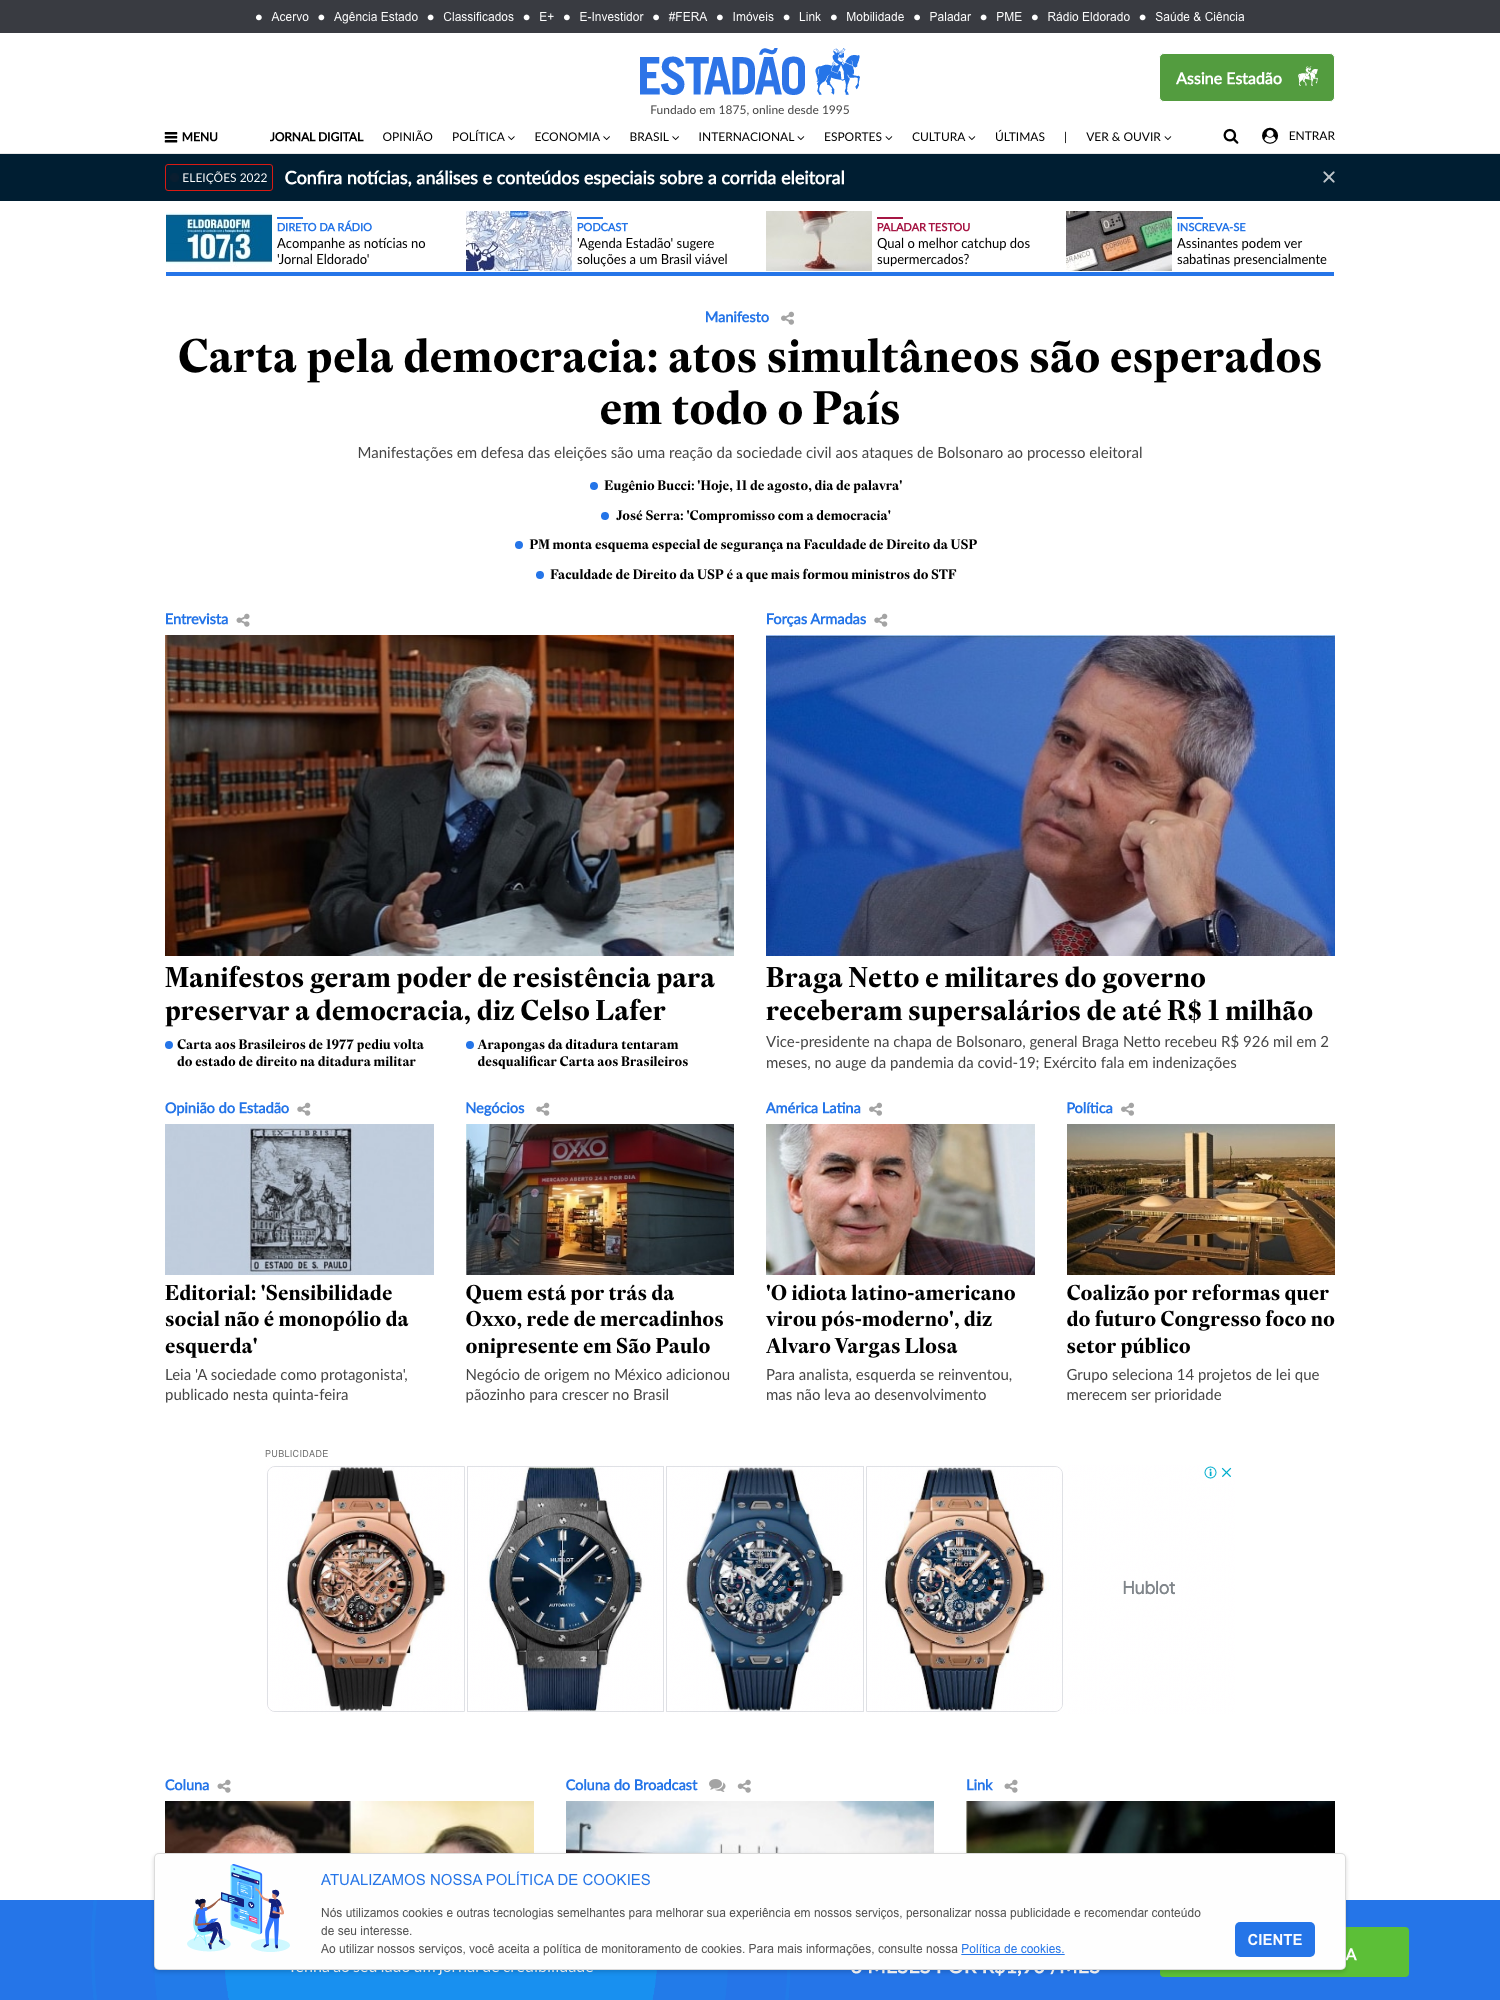 Acervo Agência Estado Classificados E+ E-Investidor #FERA Imóveis Link Mobilidade Paladar PME Rádio Eldorado Saúde & Ciência
ESTADÃO
Fundado em 1875, online desde 1995
Assine Estadão
MENU JORNAL DIGITAL OPINIÃO POLÍTICA ECONOMIA BRASIL INTERNACIONAL ESPORTES CULTURA ÚLTIMAS | VER & OUVIR ENTRAR
ELEIÇÕES 2022 Confira notícias, análises e conteúdos especiais sobre a corrida eleitoral
ELDORADOFM
107,3
DIRETO DA RÁDIO
Acompanhe as notícias no
'Jornal Eldorado'
PODCAST
'Agenda Estadão' sugere
soluções a um Brasil viável
PALADAR TESTOU
Qual o melhor catchup dos
supermercados?
BRANCO
CORRIGE
INSCREVA-SE
Assinantes podem ver
sabatinas presencialmente
Manifesto
Carta pela democracia: atos simultâneos são esperados
em todo o País
Manifestações em defesa das eleições são uma reação da sociedade civil aos ataques de Bolsonaro ao processo eleitoral
Eugênio Bucci: 'Hoje, 11 de agosto, dia de palavra'
José Serra: 'Compromisso com a democracia'
PM monta esquema especial de segurança na Faculdade de Direito da USP
Faculdade de Direito da USP é a que mais formou ministros do STF
Entrevista
Manifestos geram poder de resistência para
preservar a democracia, diz Celso Lafer
Carta aos Brasileiros de 1977 pediu volta
do estado de direito na ditadura militar
Arapongas da ditadura tentaram
desqualificar Carta aos Brasileiros
Forças Armadas
Braga Netto e militares do governo
receberam supersalários de até R$ 1 milhão
Vice-presidente na chapa de Bolsonaro, general Braga Netto recebeu R$ 926 mil em 2
meses, no auge da pandemia da covid-19; Exército fala em indenizações
Opinião do Estadão
EX-LIBRIS
O ESTADO DE S. PAULO
Editorial: 'Sensibilidade
social não é monopólio da
esquerda'
Leia 'A sociedade como protagonista',
publicado nesta quinta-feira
Negócios
OXXO
MERCADO ABERTO 24 h POR DIA
Quem está por trás da
Oxxo, rede de mercadinhos
onipresente em São Paulo
Negócio de origem no México adicionou
pãozinho para crescer no Brasil
América Latina
'O idiota latino-americano
virou pós-moderno', diz
Alvaro Vargas Llosa
Para analista, esquerda se reinventou,
mas não leva ao desenvolvimento
Política
Coalizão por reformas quer
do futuro Congresso foco no
setor público
Grupo seleciona 14 projetos de lei que
merecem ser prioridade
PUBLICIDADE
HUBLOT
AUTOMATIC
Hublot
Coluna
Coluna do Broadcast
Link
ATUALIZAMOS NOSSA POLÍTICA DE COOKIES
Nós utilizamos cookies e outras tecnologias semelhantes para melhorar sua experiência em nossos serviços, personalizar nossa publicidade e recomendar conteúdo
de seu interesse.
Ao utilizar nossos serviços, você aceita a política de monitoramento de cookies. Para mais informações, consulte nossa Política de cookies.
CIENTE
A